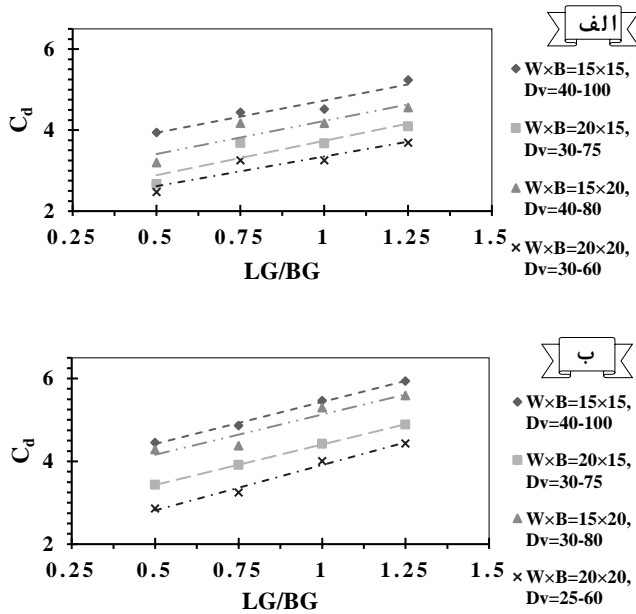 الف
6
4
2
C_d
0.25 0.5 0.75 1 1.25 1.5
LG/BG
W×B=15×15,
Dv=40-100
W×B=20×15,
Dv=30-75
W×B=15×20,
Dv=40-80
W×B=20×20,
Dv=30-60
ب
6
4
2
C_d
0.25 0.5 0.75 1 1.25 1.5
LG/BG
W×B=15×15,
Dv=40-100
W×B=20×15,
Dv=30-75
W×B=15×20,
Dv=30-80
W×B=20×20,
Dv=25-60